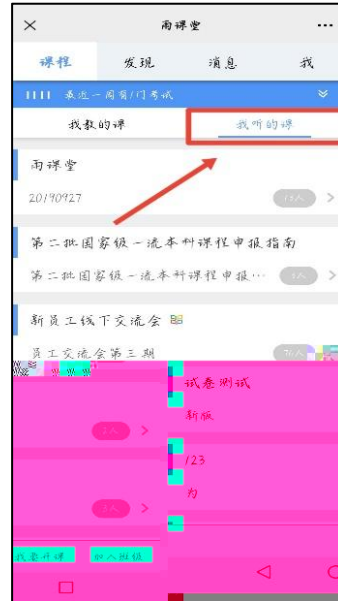 雨课堂
课程 发现 消息 我
最近一周有1门考试
我教的课 我听的课
雨课堂
20190927
第二批国家级一流本科课程申报指南
第二批国家级一流本科课程申报…
新员工线下交流会
员工交流会第三期
试卷测试
新版
123
为
我要开课 加入班级